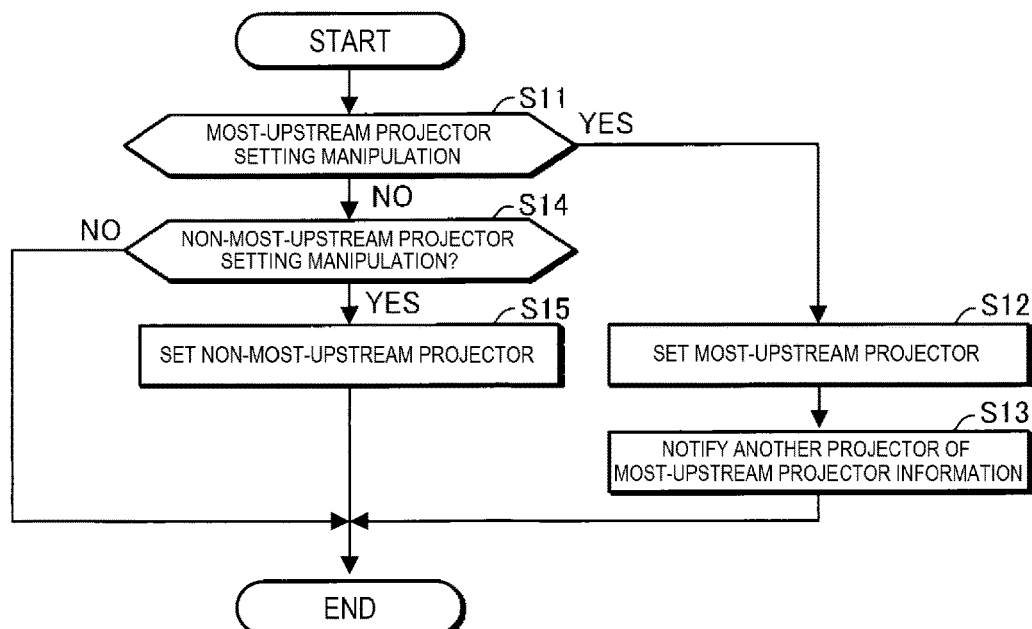 START
S11
MOST-UPSTREAM PROJECTOR
SETTING MANIPULATION
YES
NO
S14
NO
NON-MOST-UPSTREAM PROJECTOR
SETTING MANIPULATION?
YES
S15
SET NON-MOST-UPSTREAM PROJECTOR
S12
SET MOST-UPSTREAM PROJECTOR
S13
NOTIFY ANOTHER PROJECTOR OF
MOST-UPSTREAM PROJECTOR INFORMATION
END